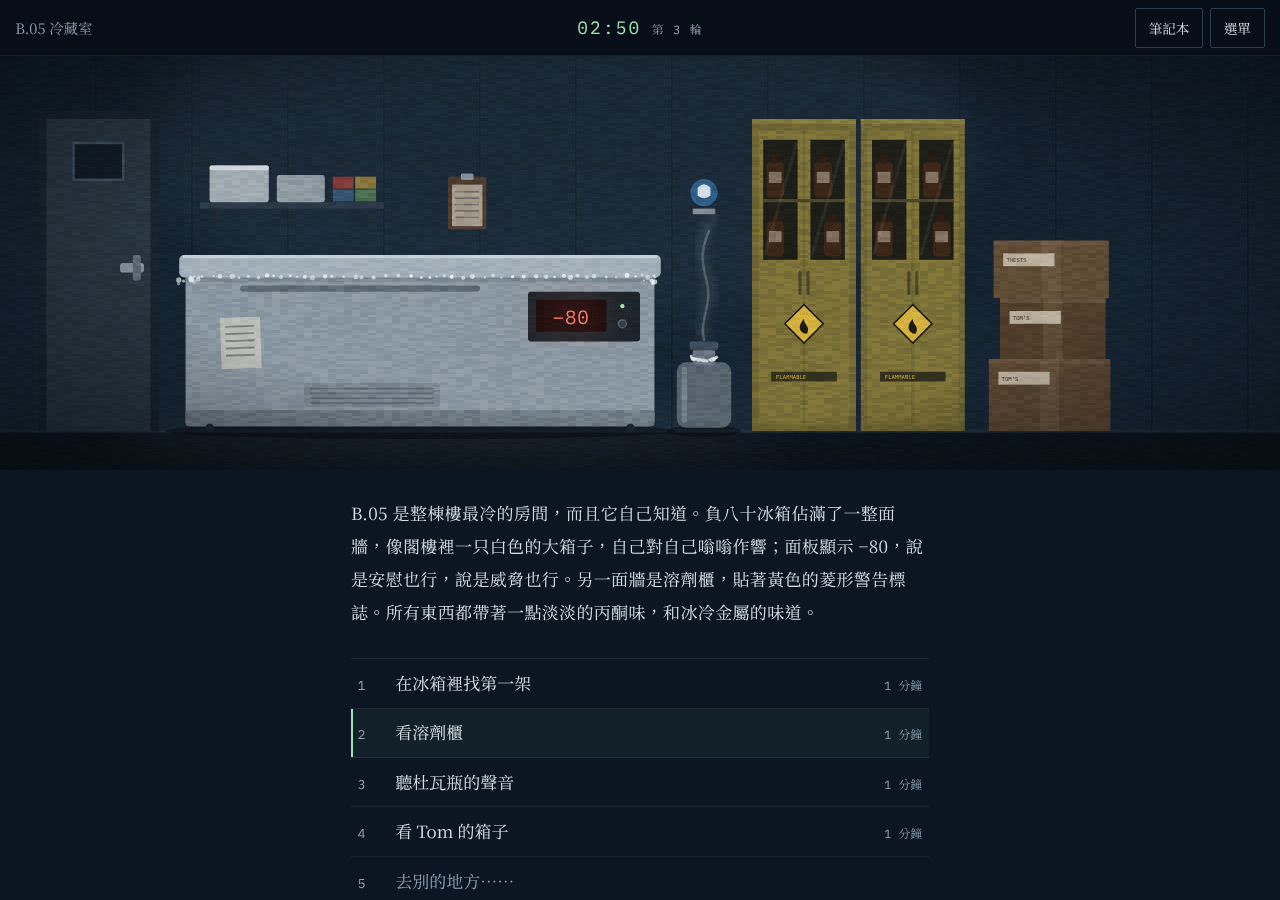 B.05 冷藏室
02:50 第 3 輪
筆記本
選單
-80
FLAMMABLE
FLAMMABLE
THESIS
TOM'S
TOM'S
B.05 是整棟樓最冷的房間，而且它自己知道。負八十冰箱佔滿了一整面
牆，像閣樓裡一只白色的大箱子，自己對自己嗡嗡作響；面板顯示 −80，說
是安慰也行，說是威脅也行。另一面牆是溶劑櫃，貼著黃色的菱形警告標
誌。所有東西都帶著一點淡淡的丙酮味，和冰冷金屬的味道。
1 在冰箱裡找第一架 1 分鐘
2 看溶劑櫃 1 分鐘
3 聽杜瓦瓶的聲音 1 分鐘
4 看 Tom 的箱子 1 分鐘
5 去別的地方……